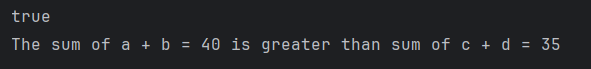 true
The sum of a + b = 40 is greater than sum of c + d = 35